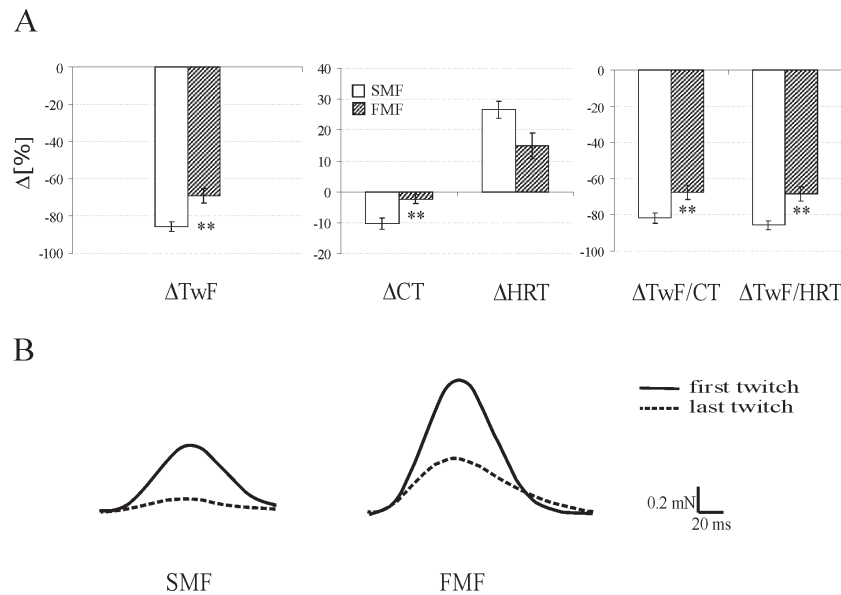 A
Δ[%]
0
-20
-40
-60
-80
-100
**
ΔTwF
40
30
20
10
0
-10
-20
SMF
FMF
**
ΔCT
ΔHRT
0
-20
-40
-60
-80
-100
**
**
ΔTwF/CT
ΔTwF/HRT
B
first twitch
last twitch
0.2 mN
20 ms
SMF
FMF